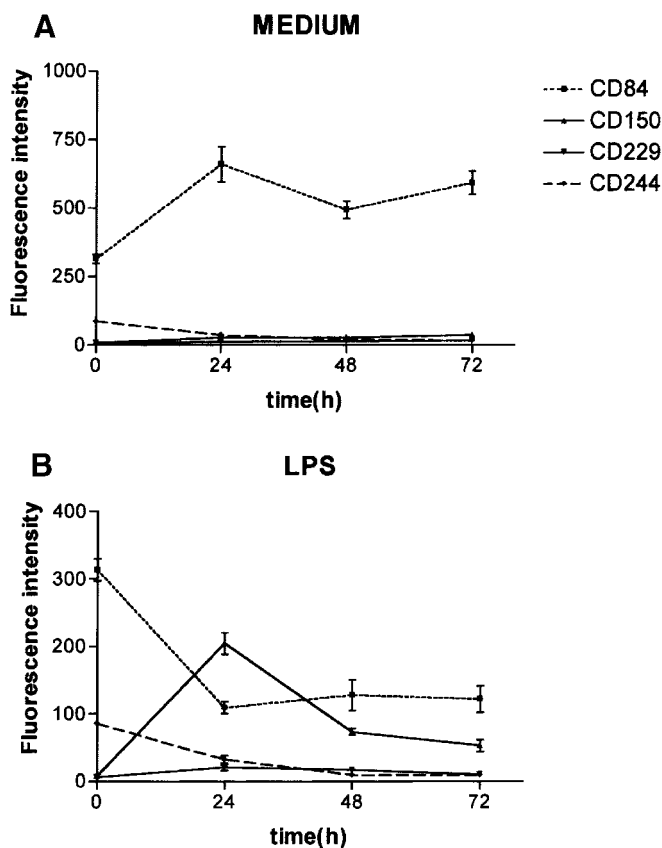 A
MEDIUM
Fluorescence intensity
1000
750
500
250
0
0 24 48 72
time(h)
CD84
CD150
CD229
CD244
B
LPS
Fluorescence intensity
400
300
200
100
0
0 24 48 72
time(h)